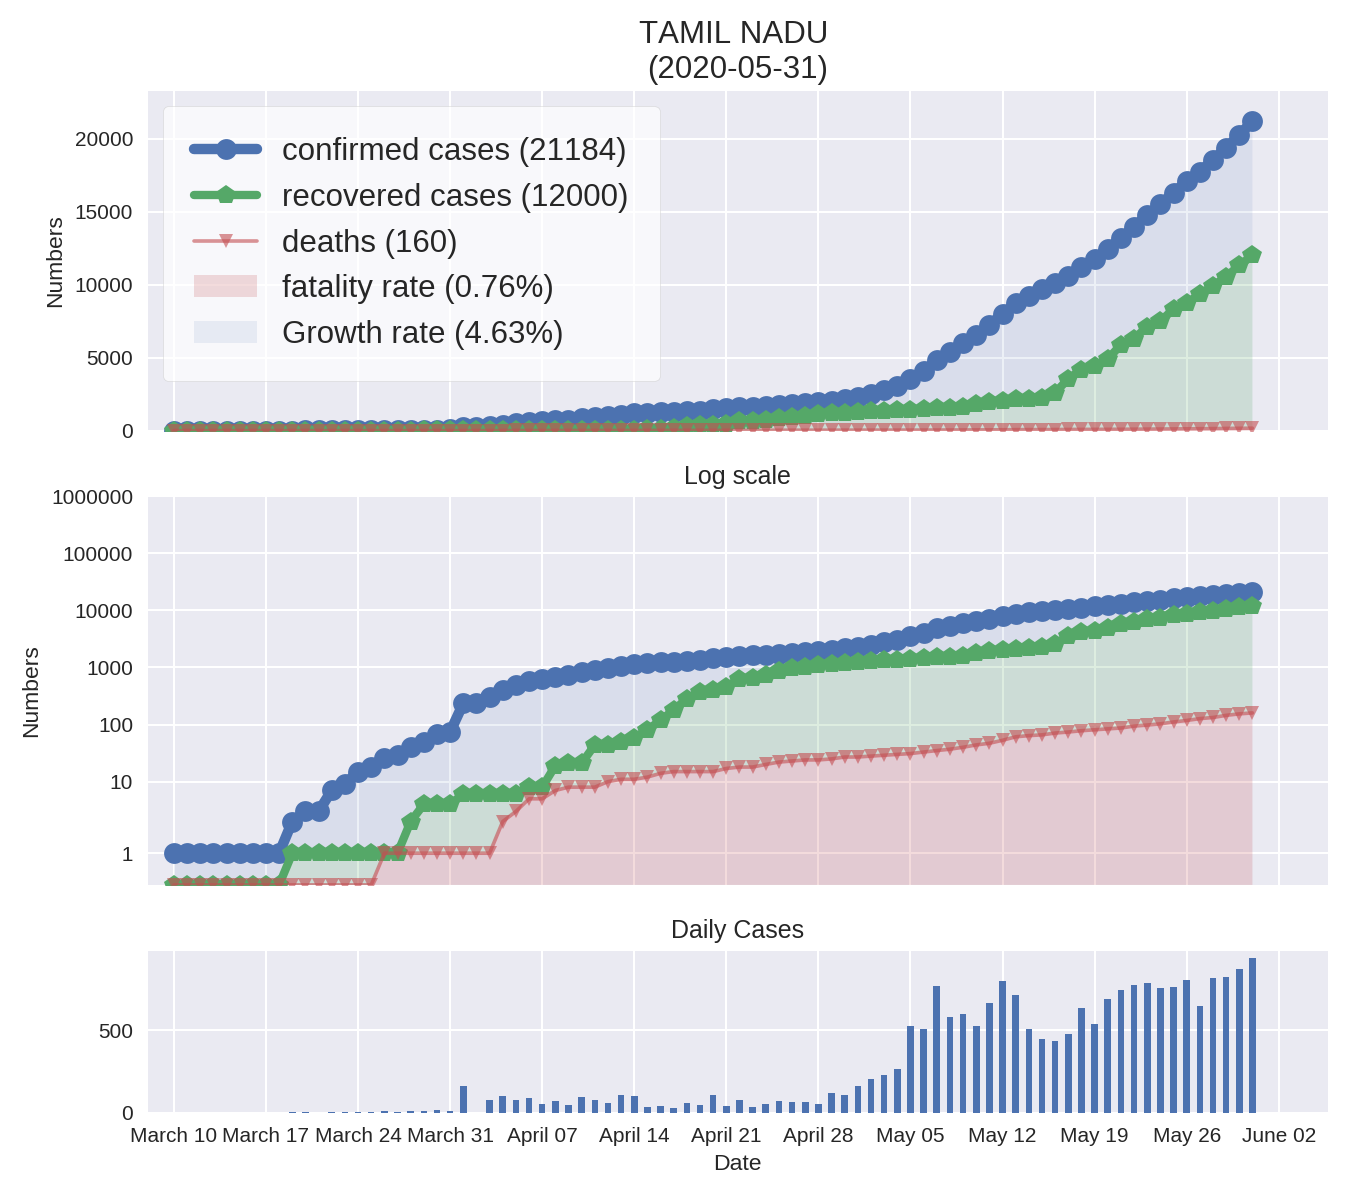 TAMIL NADU
(2020-05-31)
Numbers
20000
15000
10000
5000
0
confirmed cases (21184)
recovered cases (12000)
deaths (160)
fatality rate (0.76%)
Growth rate (4.63%)
Log scale
Numbers
1000000
100000
10000
1000
100
10
1
Daily Cases
500
0
March 10 March 17 March 24 March 31 April 07 April 14 April 21 April 28 May 05 May 12 May 19 May 26 June 02
Date